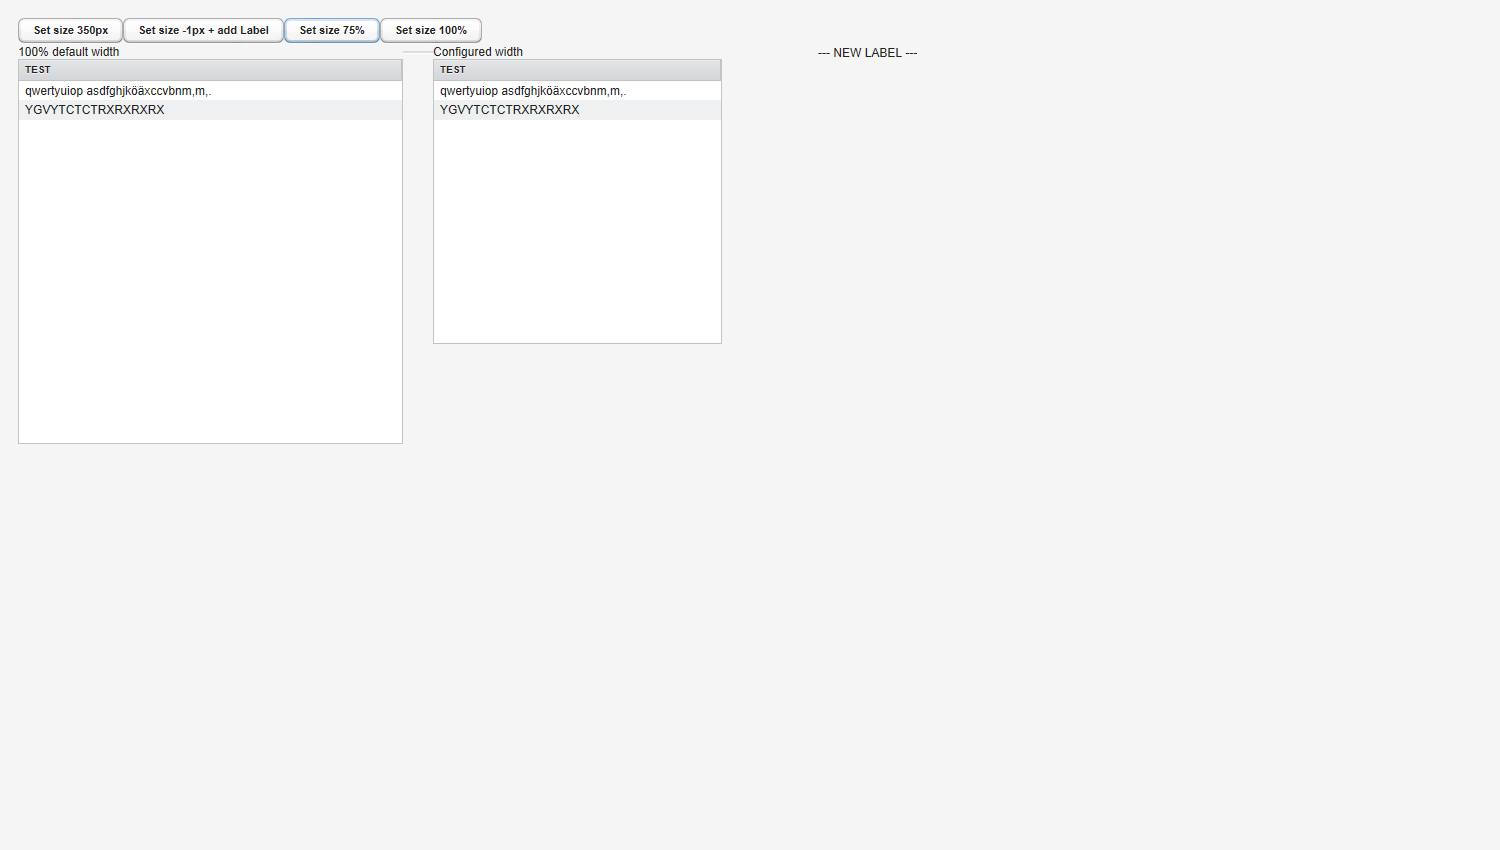 Set size 350px Set size -1px + add Label Set size 75% Set size 100%
100% default width Configured width --- NEW LABEL ---
TEST TEST
qwertyuiop asdfghjköäxccvbnm,m,. qwertyuiop asdfghjköäxccvbnm,m,.
YGVYTCTCTRXRXRXRX YGVYTCTCTRXRXRXRX